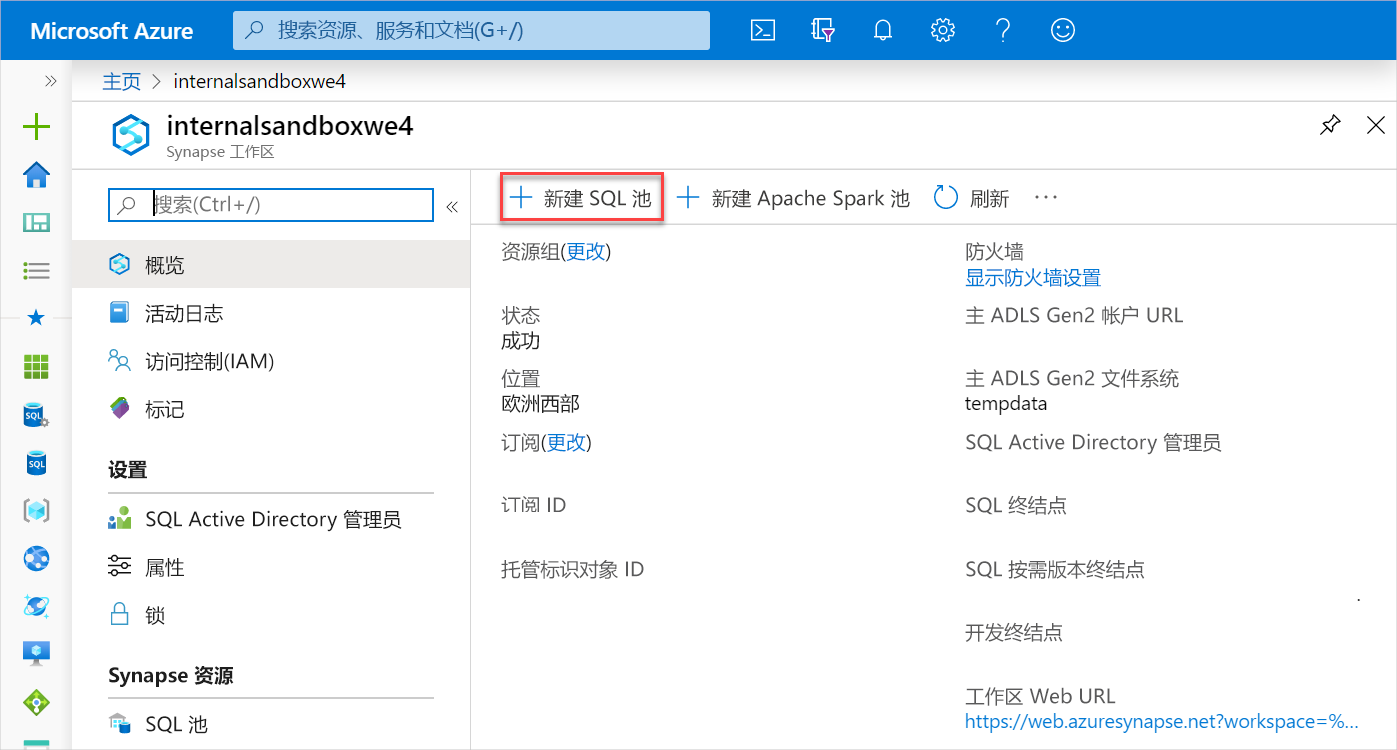 Microsoft Azure
搜索资源、服务和文档(G+/)
主页 > internalsandboxwe4
internalsandboxwe4
Synapse 工作区
搜索(Ctrl+/)
«
概览
活动日志
访问控制(IAM)
标记
设置
SQL Active Directory 管理员
属性
锁
Synapse 资源
SQL 池
新建 SQL 池
新建 Apache Spark 池
刷新
···
资源组(更改)
状态
成功
位置
欧洲西部
订阅(更改)
订阅 ID
托管标识对象 ID
防火墙
显示防火墙设置
主 ADLS Gen2 帐户 URL
主 ADLS Gen2 文件系统
tempdata
SQL Active Directory 管理员
SQL 终结点
SQL 按需版本终结点
开发终结点
工作区 Web URL
https://web.azuresynapse.net?workspace=%...